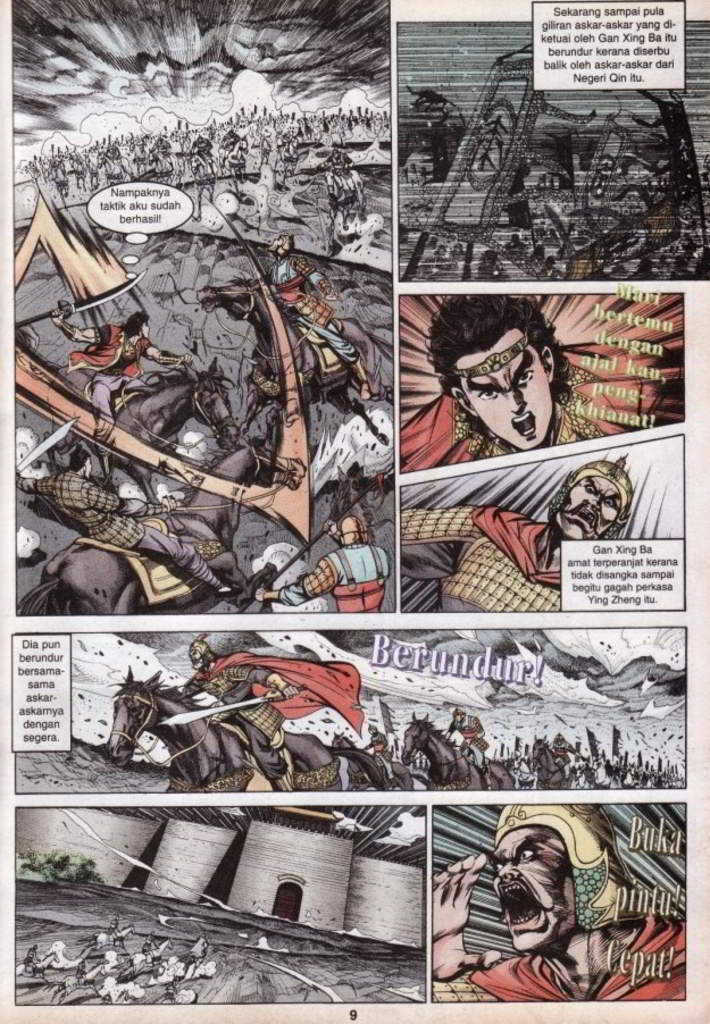 Nampaknya
taktik aku sudah
berhasil!
Sekarang sampai pula
giliran askar-askar yang di-
ketuai oleh Gan Xing Ba itu
berundur kerana diserbu
balik oleh askar-askar dari
Negeri Qin itu.
Mari
bertemu
dengan
ajal kau,
peng-
khianat!
Gan Xing Ba
amat terperanjat kerana
tidak disangka sampai
begitu gagah perkasa
Ying Zheng itu.
Dia pun
berundur
bersama-
sama
askar-
askarnya
dengan
segera.
Berundur!
Buka
pintu!
Cepat!
9